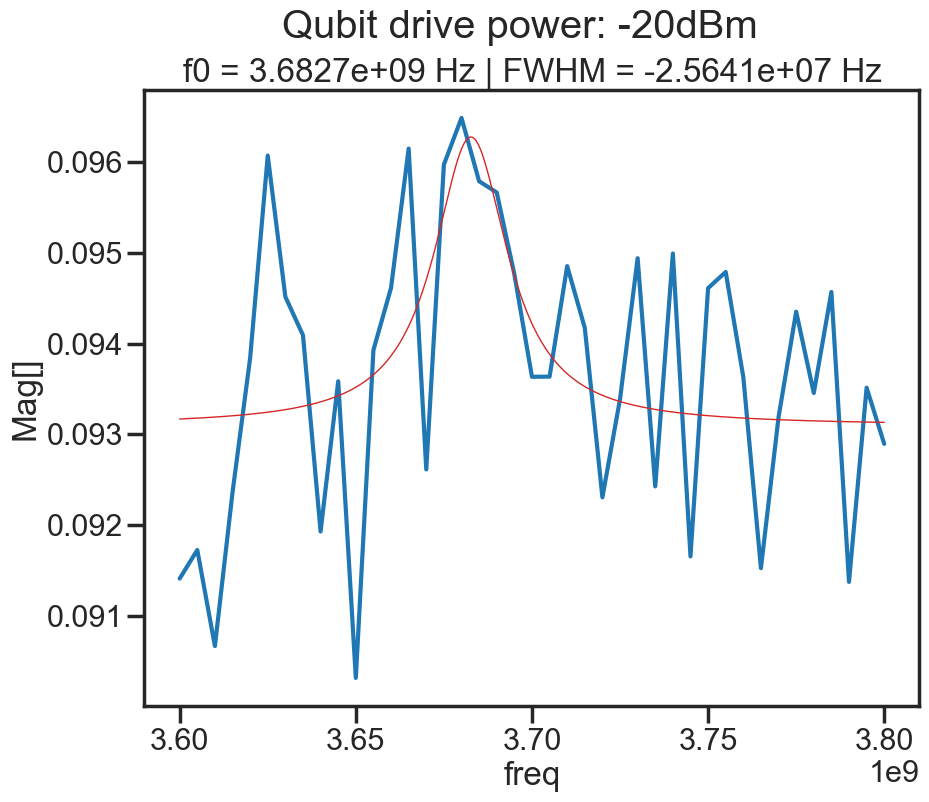 Qubit drive power: -20dBm
f0 = 3.6827e+09 Hz | FWHM = -2.5641e+07 Hz
0.096
0.095
0.094
0.093
0.092
0.091
Mag[]
3.60 3.65 3.70 3.75 3.80
freq
1e9